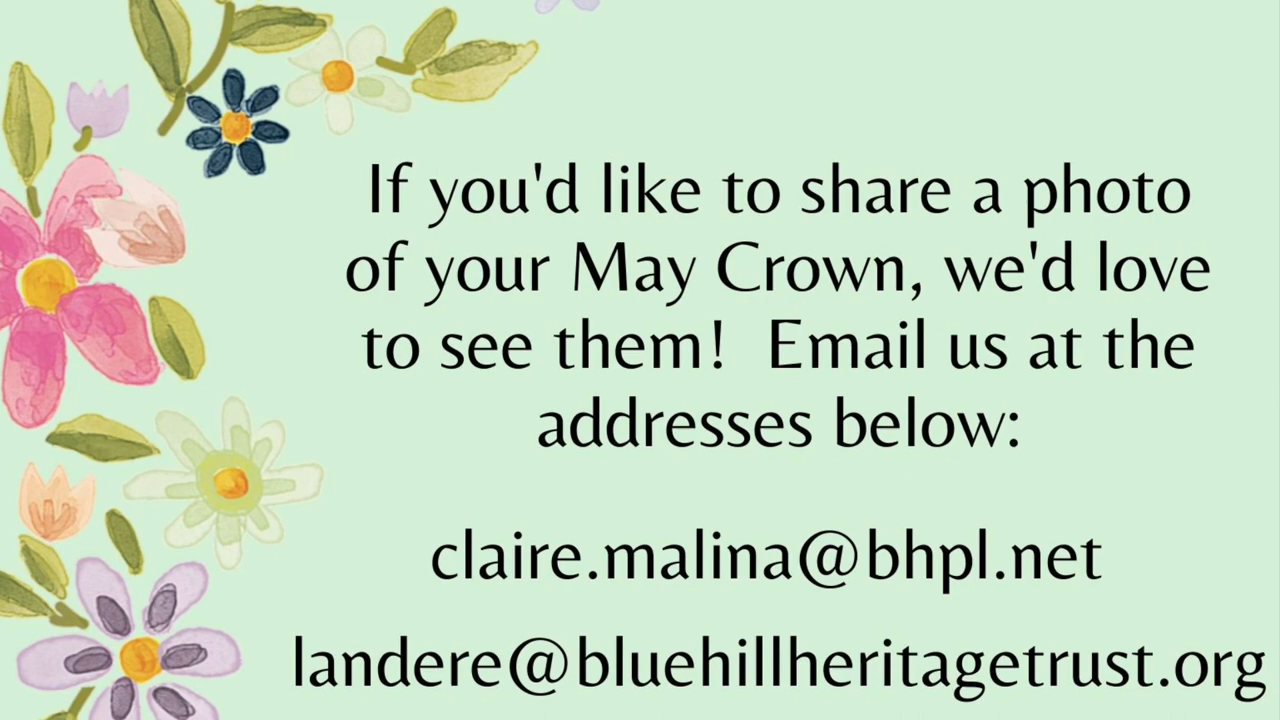 If you'd like to share a photo
of your May Crown, we'd love
to see them!  Email us at the
addresses below:
claire.malina@bhpl.net
landere@bluehillheritagetrust.org